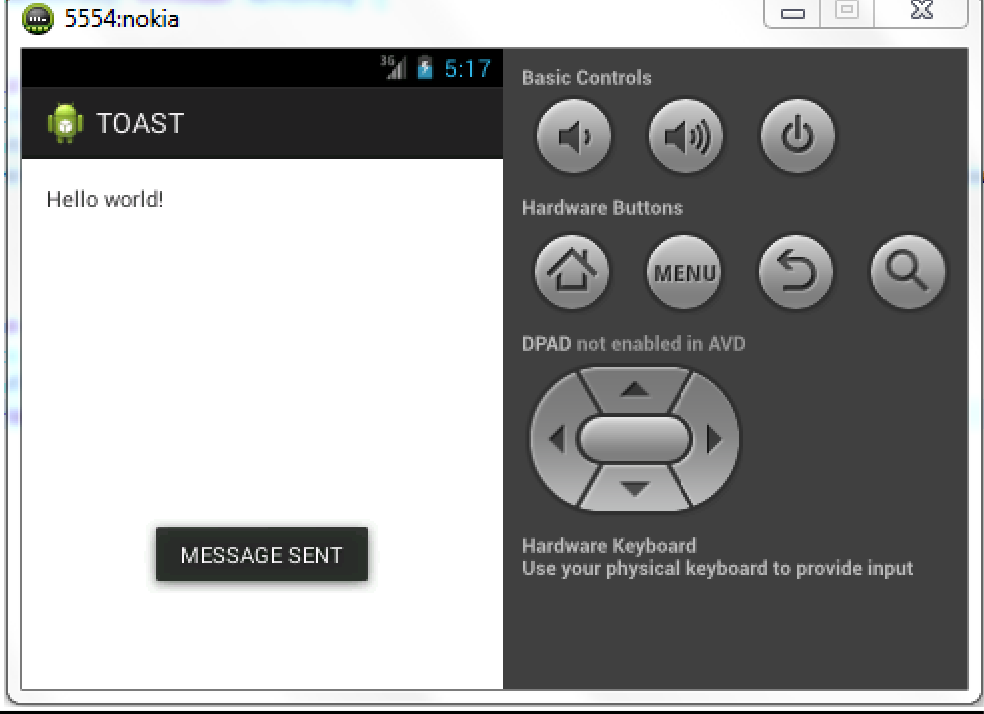 5554:nokia
3G 5:17
TOAST
Hello world!
MESSAGE SENT
Basic Controls
Hardware Buttons
MENU
DPAD not enabled in AVD
Hardware Keyboard
Use your physical keyboard to provide input